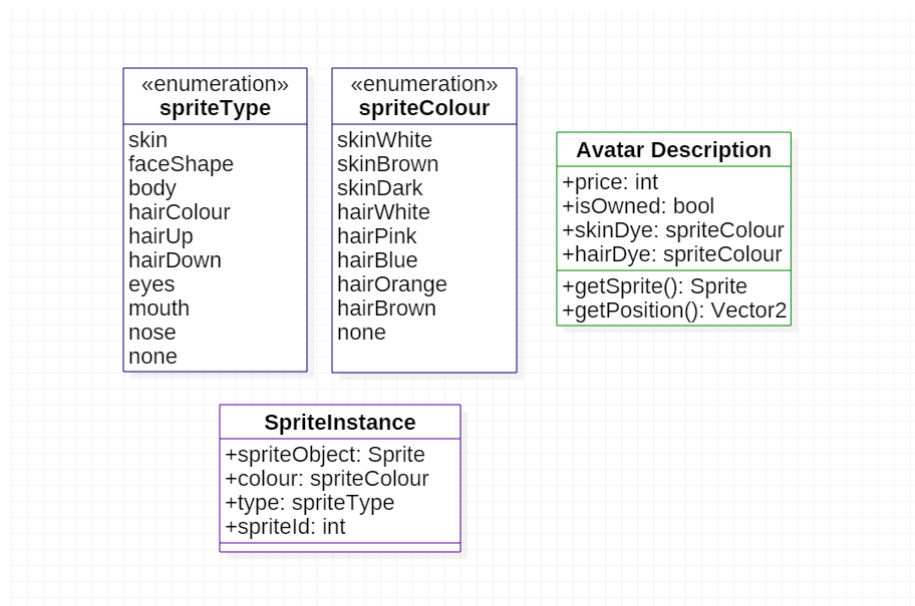 «enumeration»
spriteType
skin
faceShape
body
hairColour
hairUp
hairDown
eyes
mouth
nose
none
«enumeration»
spriteColour
skinWhite
skinBrown
skinDark
hairWhite
hairPink
hairBlue
hairOrange
hairBrown
none
Avatar Description
+price: int
+isOwned: bool
+skinDye: spriteColour
+hairDye: spriteColour
+getSprite(): Sprite
+getPosition(): Vector2
SpriteInstance
+spriteObject: Sprite
+colour: spriteColour
+type: spriteType
+spriteId: int